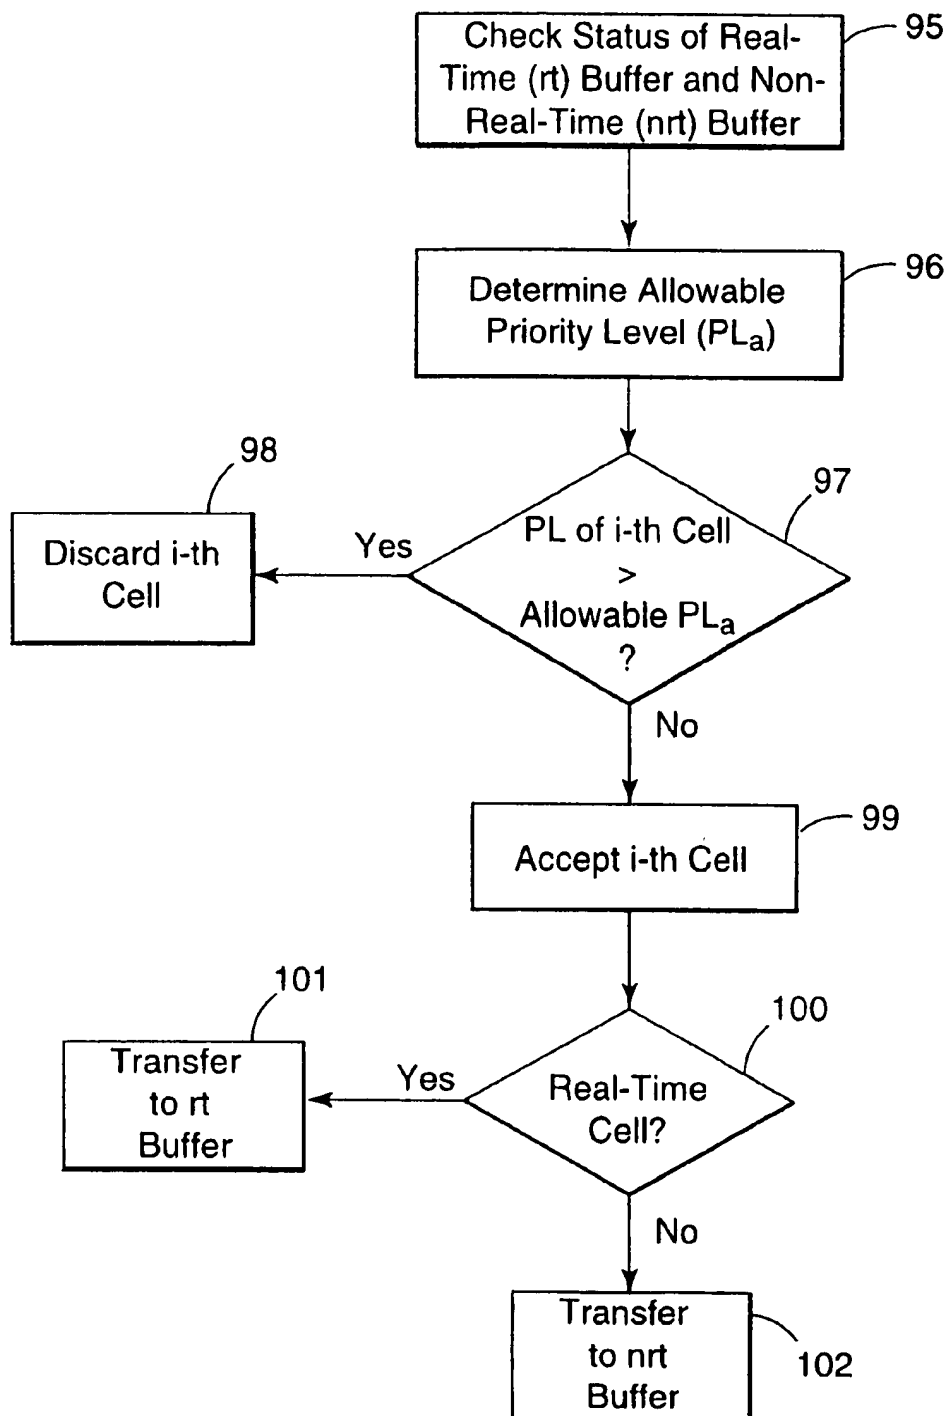 Check Status of Real-
Time (rt) Buffer and Non-
Real-Time (nrt) Buffer
95
Determine Allowable
Priority Level (PLa)
96
PL of i-th Cell
>
Allowable PLa
?
97
Yes
98
Discard i-th
Cell
No
Accept i-th Cell
99
Real-Time
Cell?
100
Yes
101
Transfer
to rt
Buffer
No
Transfer
to nrt
Buffer
102